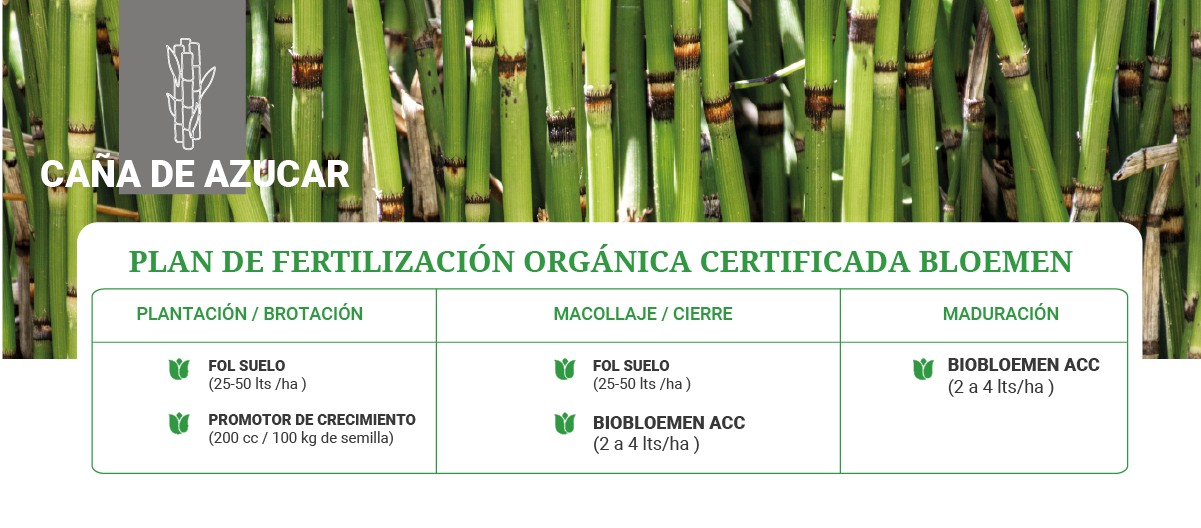 CAÑA DE AZUCAR
PLAN DE FERTILIZACIÓN ORGÁNICA CERTIFICADA BLOEMEN
PLANTACIÓN / BROTACIÓN
FOL SUELO
(25-50 lts /ha )
PROMOTOR DE CRECIMIENTO
(200 cc / 100 kg de semilla)
MACOLLAJE / CIERRE
FOL SUELO
(25-50 lts /ha )
BIOBLOEMEN ACC
(2 a 4 lts/ha )
MADURACIÓN
BIOBLOEMEN ACC
(2 a 4 lts/ha )